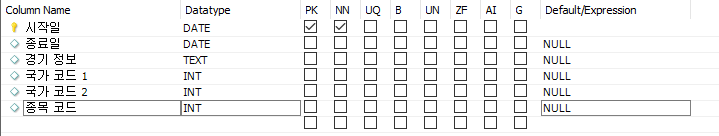 Column Name Datatype PK NN UQ B UN ZF AI G Default/Expression
시작일 DATE
종료일 DATE NULL
경기 정보 TEXT NULL
국가 코드 1 INT NULL
국가 코드 2 INT NULL
종목 코드 INT NULL